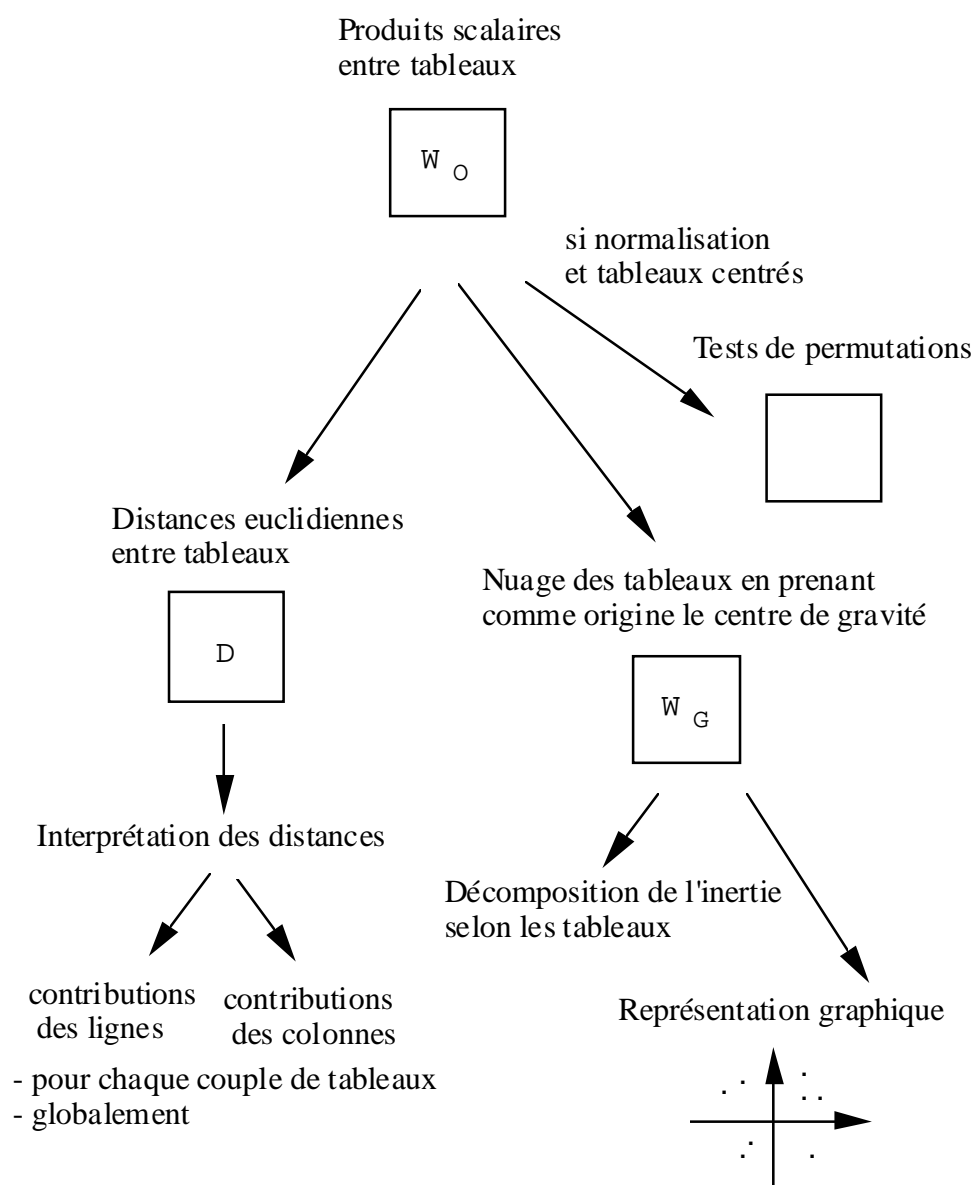 Produits scalaires
entre tableaux
W O
si normalisation
et tableaux centrés
Tests de permutations
Distances euclidiennes
entre tableaux
D
Nuage des tableaux en prenant
comme origine le centre de gravité
W G
Interprétation des distances
Décomposition de l'inertie
selon les tableaux
contributions
des lignes
contributions
des colonnes
- pour chaque couple de tableaux
- globalement
Représentation graphique